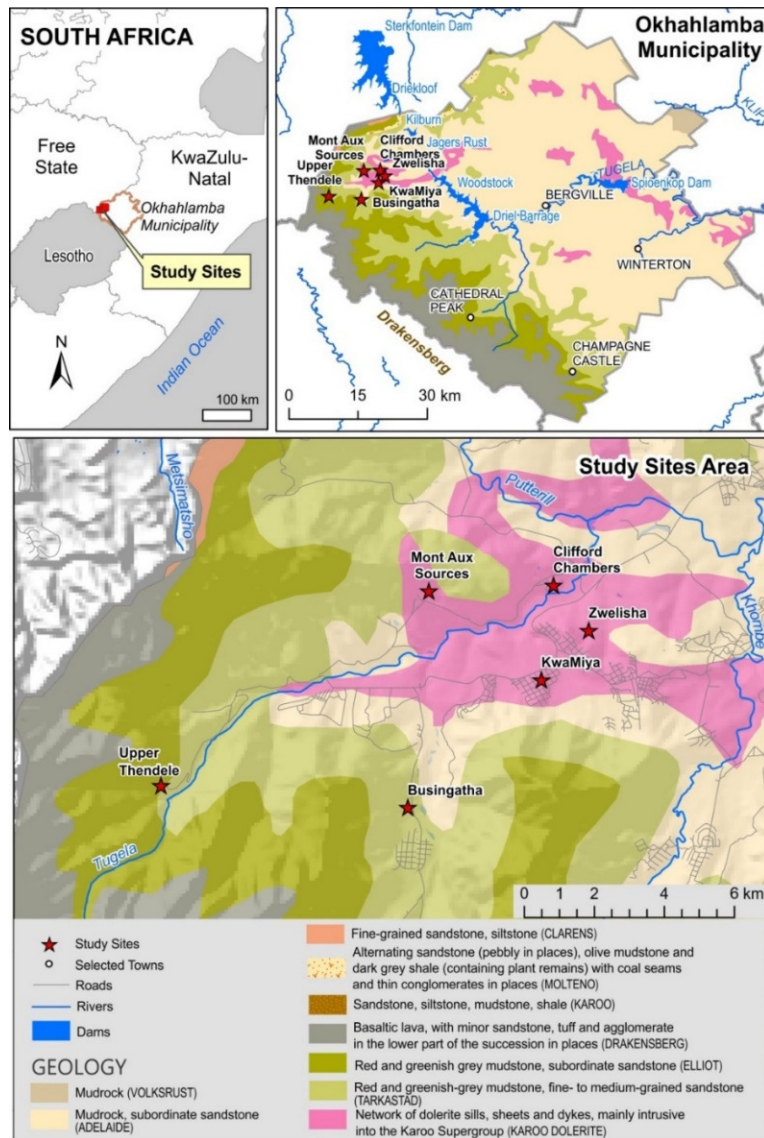 SOUTH AFRICA
Free
State
KwaZulu-
Natal
Okhahlamba
Municipality
Lesotho
Study Sites
N
Indian Ocean
100 km
Okhahlamba
Municipality
Sterkfontein Dam
Driekloof
Kilburn
Mont Aux
Sources
Clifford
Chambers
Jagers Rust
Zwelisha
Upper
Thendele
KwaMiya
Busingatha
Woodstock
Driel Barrage
BERGVILLE
TUGELA
Spioenkop Dam
KLIP
WINTERTON
CATHEDRAL
PEAK
Drakensberg
CHAMPAGNE
CASTLE
0 15 30 km
Study Sites Area
Metsimatsho
Putterill
Mont Aux
Sources
Clifford
Chambers
Zwelisha
Khombe
KwaMiya
Upper
Thendele
Busingatha
Tugela
0 2 4 6 km
Study Sites
Selected Towns
Roads
Rivers
Dams
GEOLOGY
Mudrock (VOLKSRUST)
Mudrock, subordinate sandstone
(ADELAIDE)
Fine-grained sandstone, siltstone (CLARENS)
Alternating sandstone (pebbly in places), olive mudstone and
dark grey shale (containing plant remains) with coal seams
and thin conglomerates in places (MOLTENO)
Sandstone, siltstone, mudstone, shale (KAROO)
Basaltic lava, with minor sandstone, tuff and agglomerate
in the lower part of the succession in places (DRAKENSBERG)
Red and greenish grey mudstone, subordinate sandstone (ELLIOT)
Red and greenish-grey mudstone, fine- to medium-grained sandstone
(TARKASTAD)
Network of dolerite sills, sheets and dykes, mainly intrusive
into the Karoo Supergroup (KAROO DOLERITE)